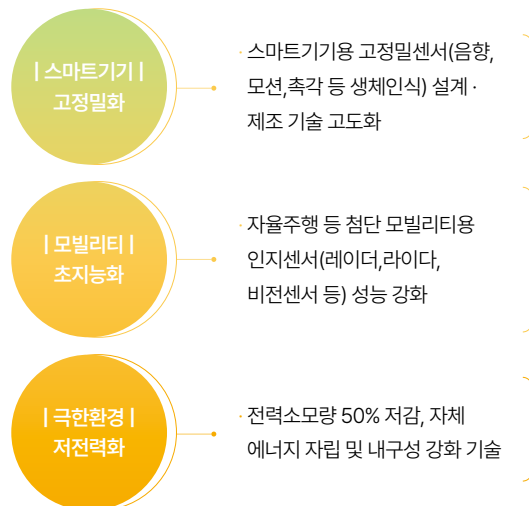 | 스마트기기 |
고정밀화
· 스마트기기용 고정밀센서(음향,
모션,촉각 등 생체인식) 설계 ·
제조 기술 고도화
| 모빌리티 |
초지능화
· 자율주행 등 첨단 모빌리티용
인지센서(레이더,라이다,
비전센서 등) 성능 강화
| 극한환경 |
저전력화
· 전력소모량 50% 저감, 자체
에너지 자립 및 내구성 강화 기술